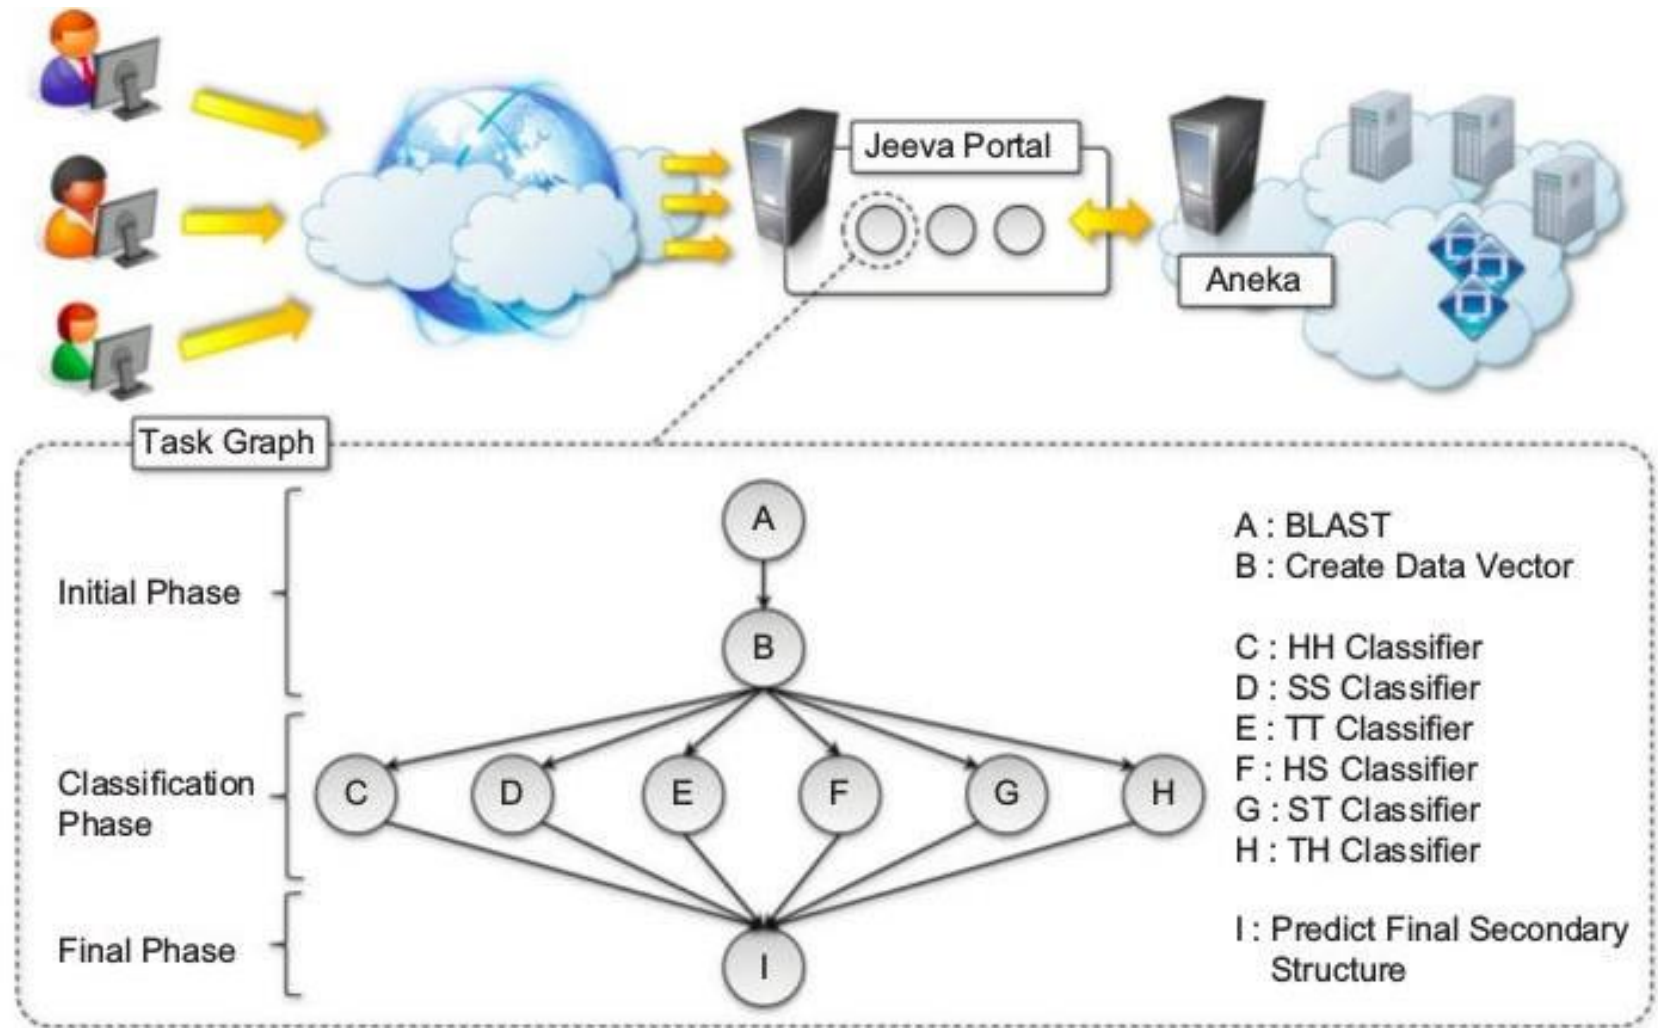 Jeeva Portal
Aneka
Task Graph
Initial Phase
Classification
Phase
Final Phase
A
B
C
D
E
F
G
H
I
A : BLAST
B : Create Data Vector
C : HH Classifier
D : SS Classifier
E : TT Classifier
F : HS Classifier
G : ST Classifier
H : TH Classifier
I : Predict Final Secondary
Structure